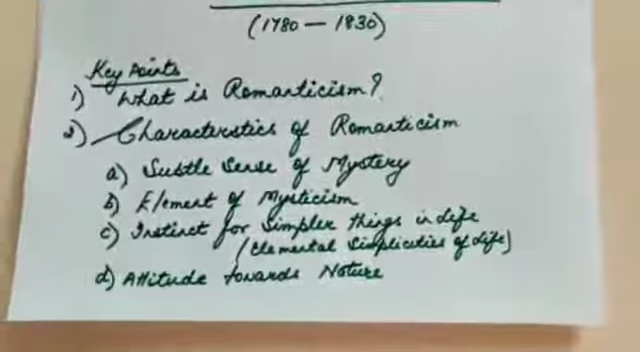 (1780 — 1830)
Key Points
1) What is Romanticism?
2) Characterstics of Romanticism
a) Subtle Sense of Mystery
b) Element of Mysticism
c) Instinct for simpler things in life
(Elemental Simplicities of life)
d) Attitude towards Nature